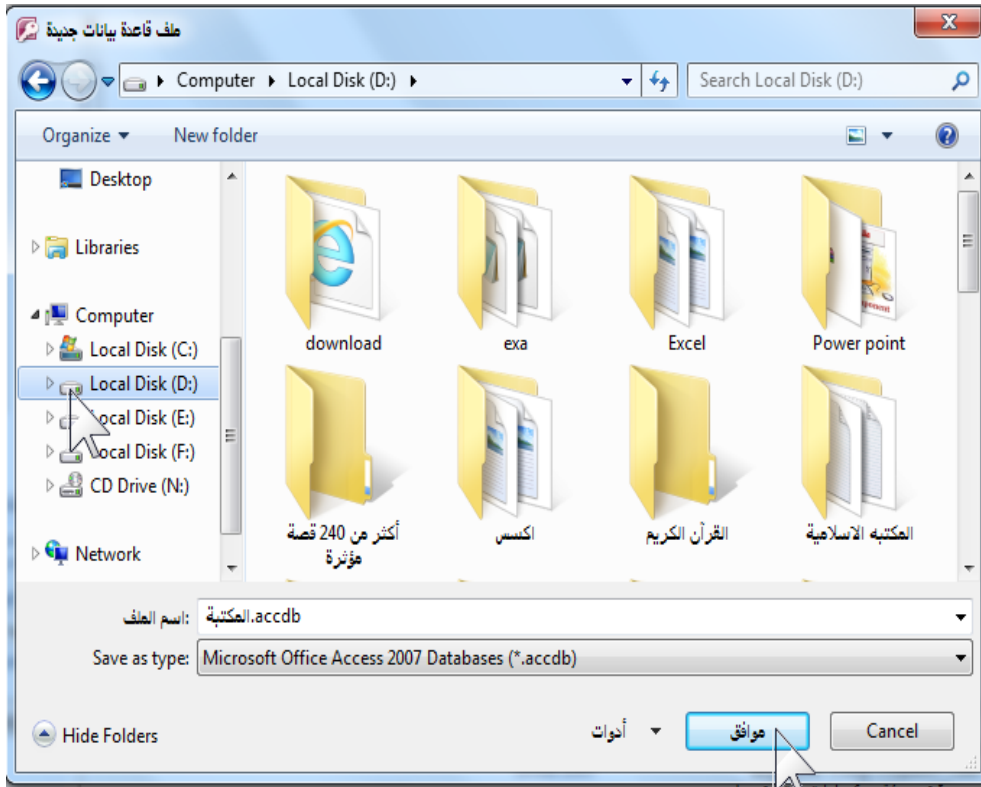 ملف قاعدة بيانات جديدة
Computer ▸ Local Disk (D:) ▸
Search Local Disk (D:)
Organize New folder
Desktop
Libraries
Computer
Local Disk (C:)
Local Disk (D:)
Local Disk (E:)
Local Disk (F:)
CD Drive (N:)
Network
download exa Excel Power point
أكثر من 240 قصة مؤثرة
اكسس
القرآن الكريم
المكتبه الاسلامية
اسم الملف: المكتبة.accdb
Save as type: Microsoft Office Access 2007 Databases (*.accdb)
Hide Folders أدوات موافق Cancel